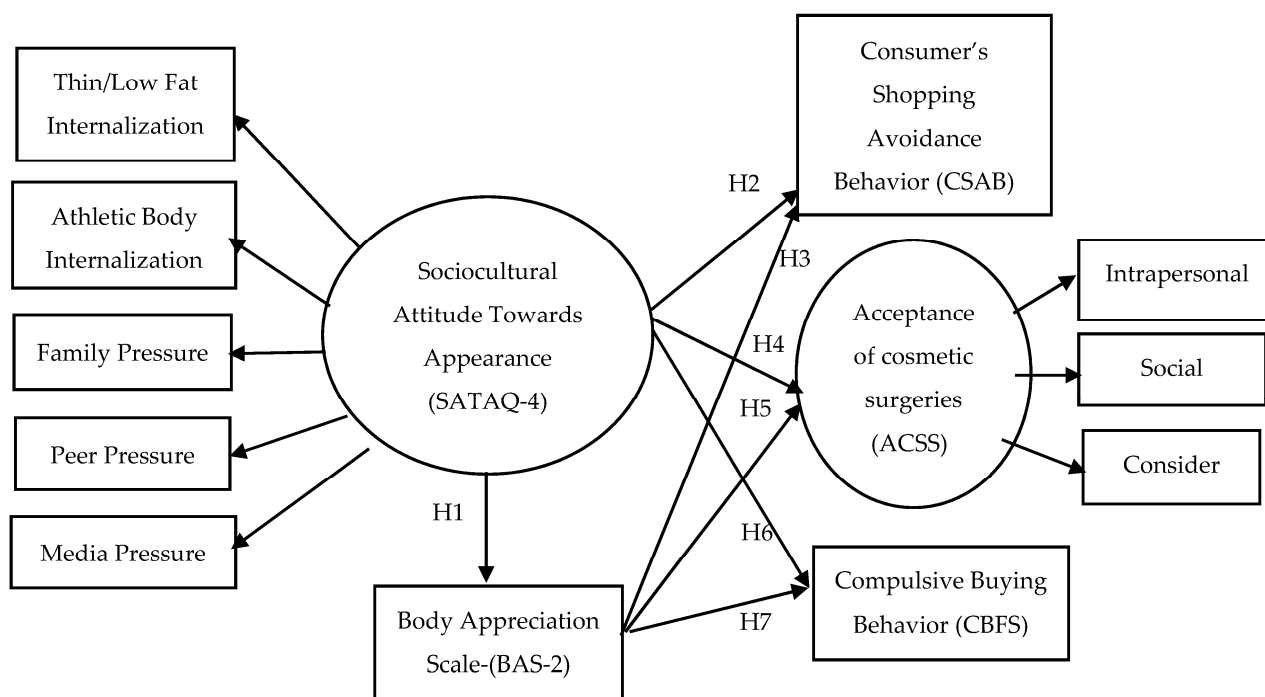 Thin/Low Fat
Internalization
Athletic Body
Internalization
Family Pressure
Peer Pressure
Media Pressure
Sociocultural
Attitude Towards
Appearance
(SATAQ-4)
H1
Body Appreciation
Scale-(BAS-2)
H2
H3
H4
H5
H6
H7
Consumer’s
Shopping
Avoidance
Behavior (CSAB)
Acceptance
of cosmetic
surgeries
(ACSS)
Compulsive Buying
Behavior (CBFS)
Intrapersonal
Social
Consider